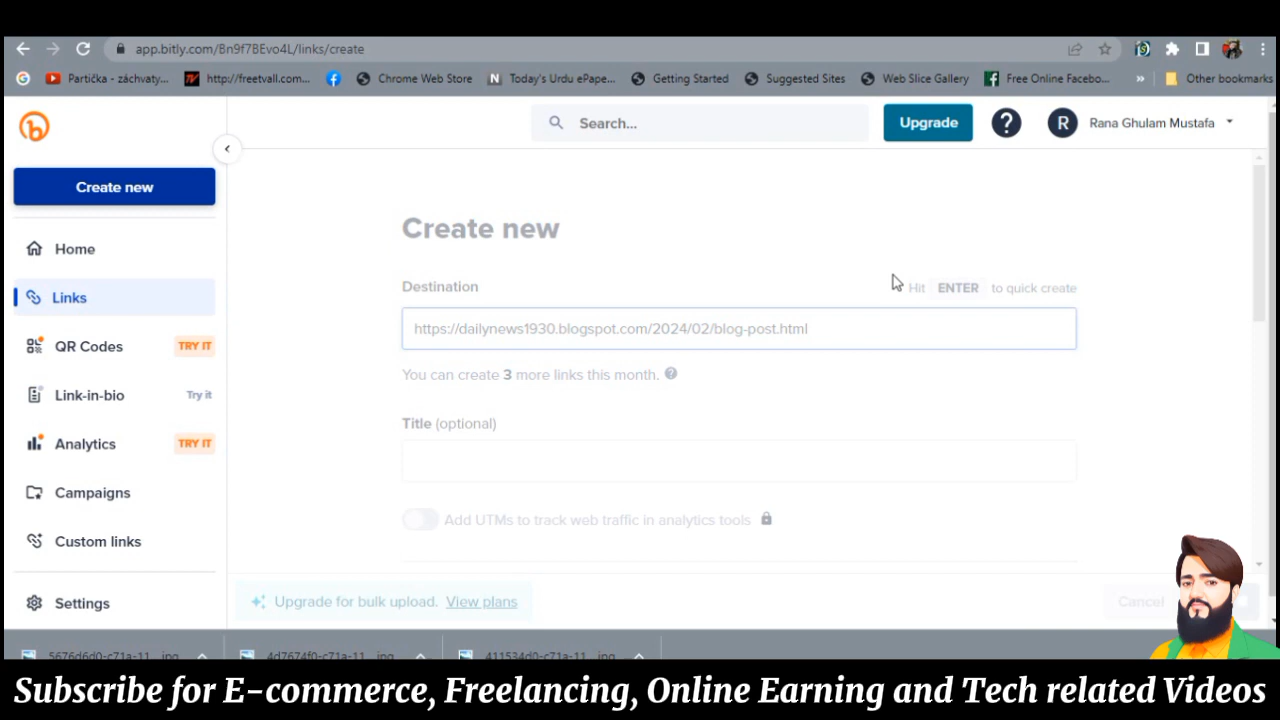 app.bitly.com/Bn9f7BEvo4L/links/create
Partička - záchvaty... http://freetvall.com... Chrome Web Store Today's Urdu ePape... Getting Started Suggested Sites Web Slice Gallery Free Online Facebo... » Other bookmarks
Search... Upgrade ? R Rana Ghulam Mustafa
Create new
Home
Links
QR Codes TRY IT
Link-in-bio Try it
Analytics TRY IT
Campaigns
Custom links
Settings
Create new
Destination Hit ENTER to quick create
https://dailynews1930.blogspot.com/2024/02/blog-post.html
You can create 3 more links this month.
Title (optional)
Add UTMs to track web traffic in analytics tools
Upgrade for bulk upload. View plans
Cancel
5676d6d0-c71a-11....jpg 4d7674f0-c71a-11....jpg 411534d0-c71a-11....jpg
Subscribe for E-commerce, Freelancing, Online Earning and Tech related Videos